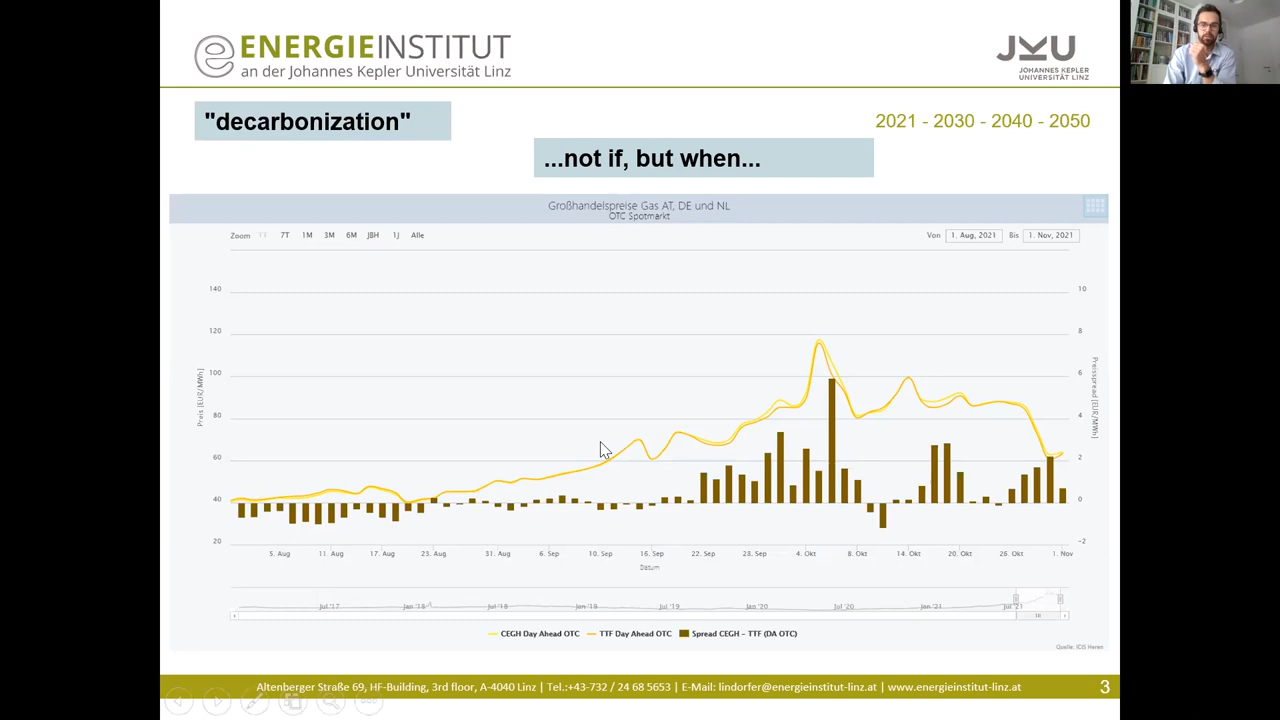 ENERGIEINSTITUT
an der Johannes Kepler Universität Linz
JKU
JOHANNES KEPLER
UNIVERSITÄT LINZ
"decarbonization"
2021 - 2030 - 2040 - 2050
...not if, but when...
Großhandelspreise Gas AT, DE und NL
OTC Spotmarkt
Zoom 1T 7T 1M 3M 6M JBH 1J Alle
Von 1. Aug, 2021 Bis 1. Nov, 2021
140 10
120 8
100 6
80 4
60 2
40 0
20 -2
Preis [EUR/MWh]
Preisspread [EUR/MWh]
5. Aug 11. Aug 17. Aug 23. Aug 31. Aug 6. Sep 10. Sep 16. Sep 22. Sep 28. Sep 4. Okt 8. Okt 14. Okt 20. Okt 26. Okt 1. Nov
Datum
Jul '17 Jan '18 Jul '18 Jan '19 Jul '19 Jan '20 Jul '20 Jan '21 Jul '21
CEGH Day Ahead OTC TTF Day Ahead OTC Spread CEGH - TTF (DA OTC)
Quelle: ICIS Heren
Altenberger Straße 69, HF-Building, 3rd floor, A-4040 Linz | Tel.:+43-732 / 24 68 5653 | E-Mail: lindorfer@energieinstitut-linz.at | www.energieinstitut-linz.at
3